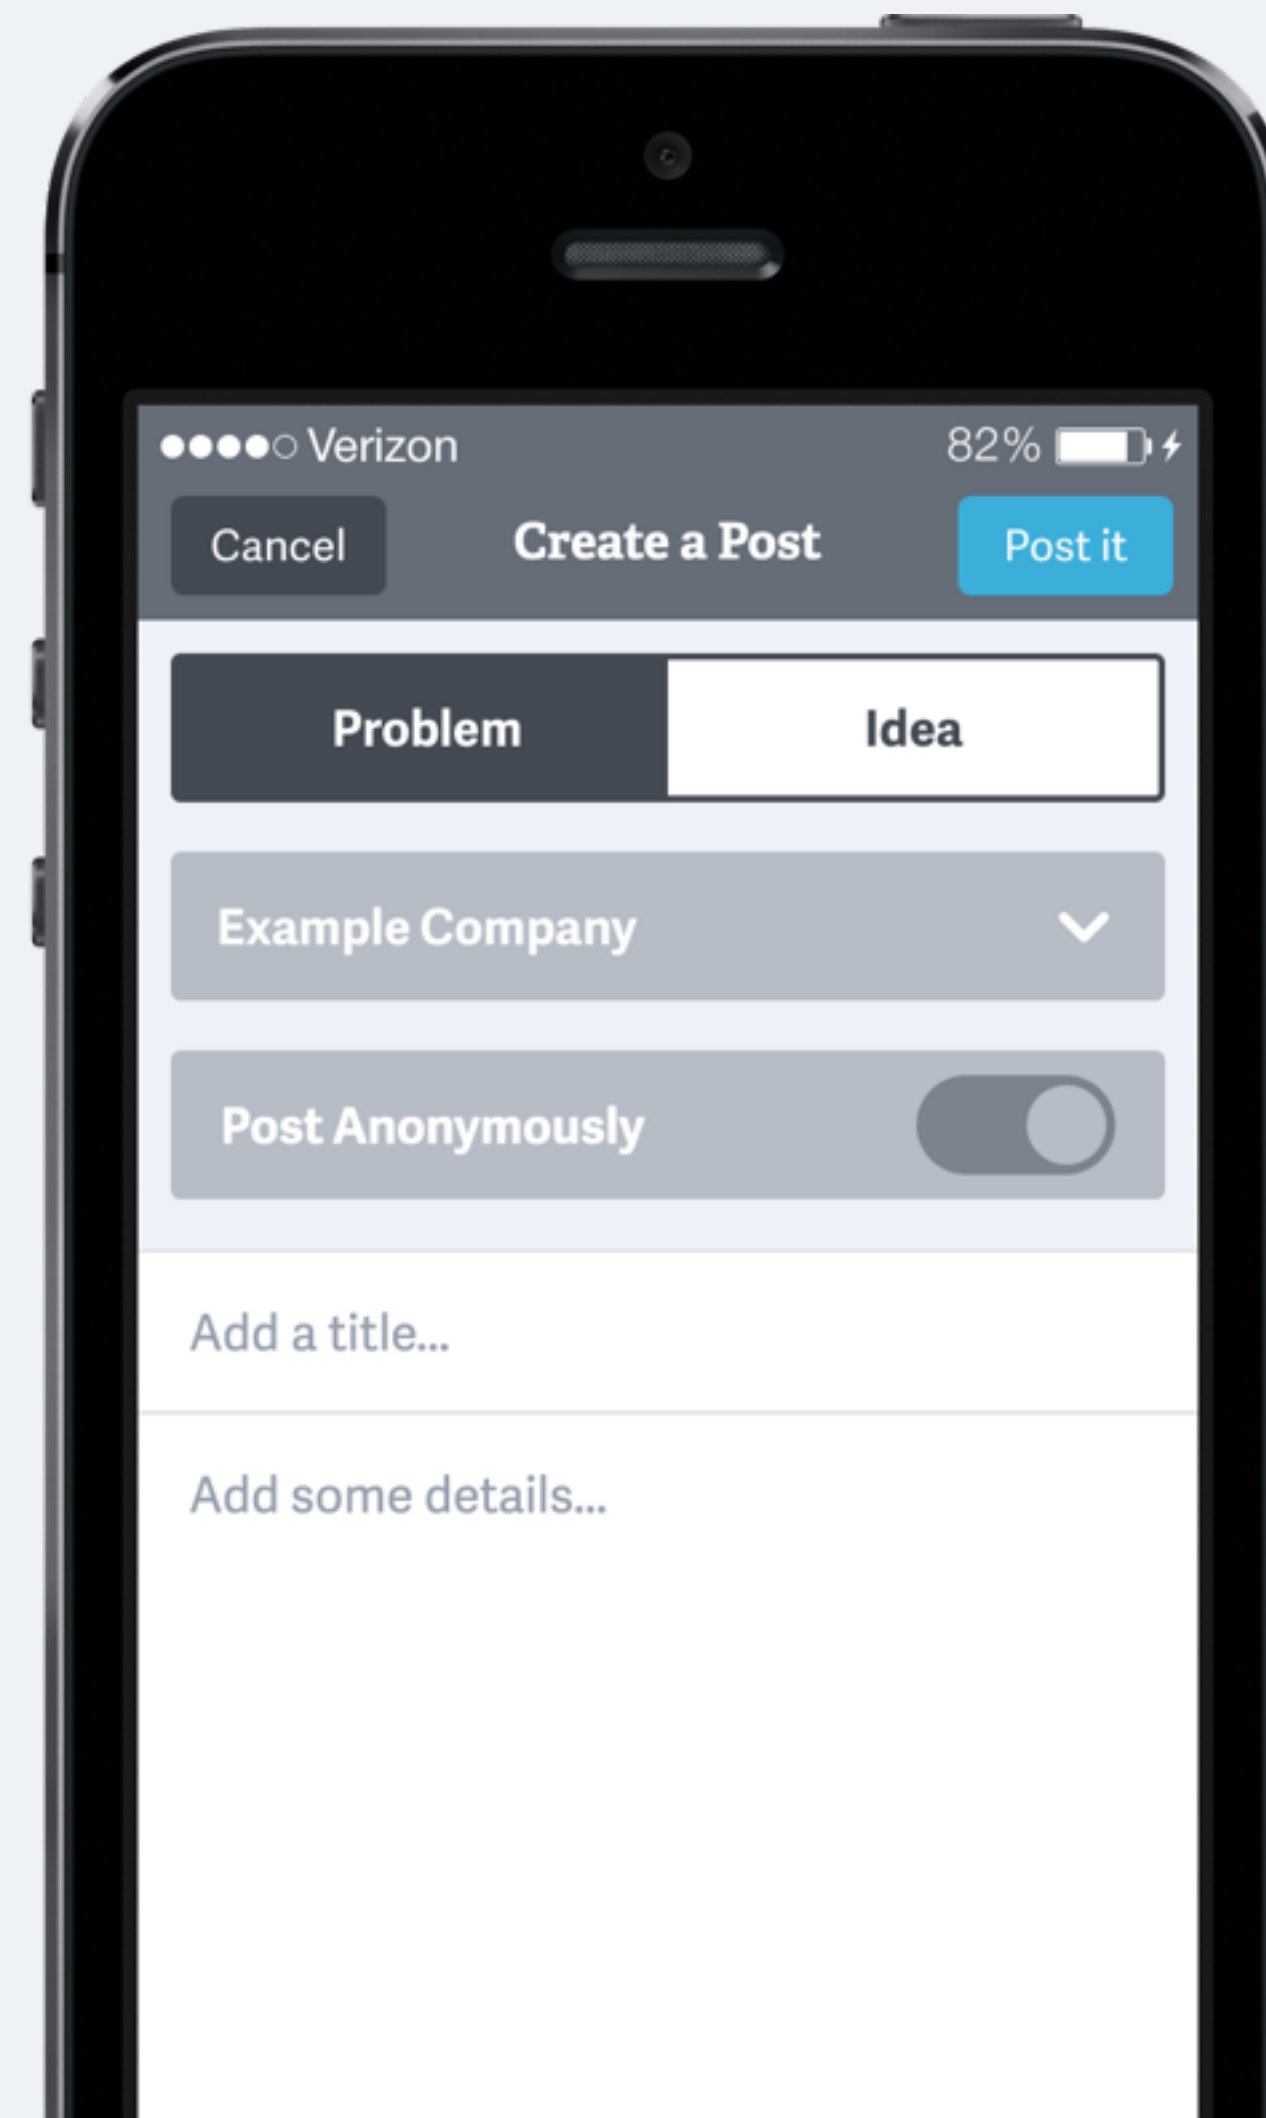 Verizon 82%
Cancel Create a Post Post it
Problem Idea
Example Company
Post Anonymously
Add a title...
Add some details...